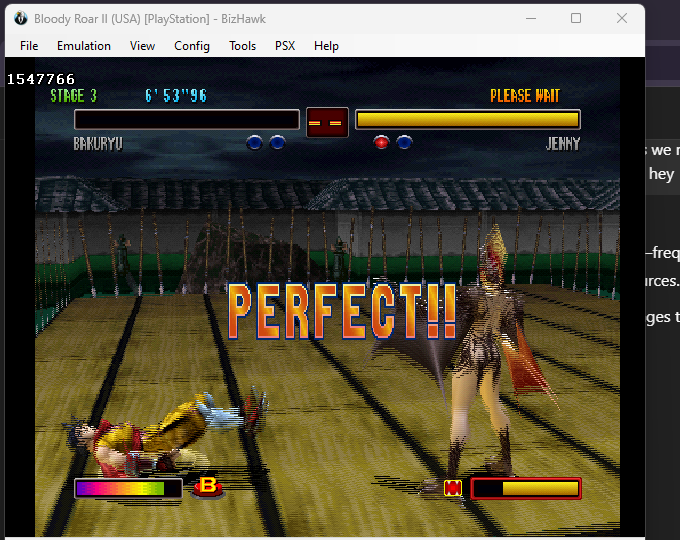 Bloody Roar II (USA) [PlayStation] - BizHawk
File Emulation View Config Tools PSX Help
1547766
STAGE 3 6'53"96 PLEASE WAIT
BAKURYU JENNY
PERFECT!!
B
s we r
hey
–freq
urces.
ges t